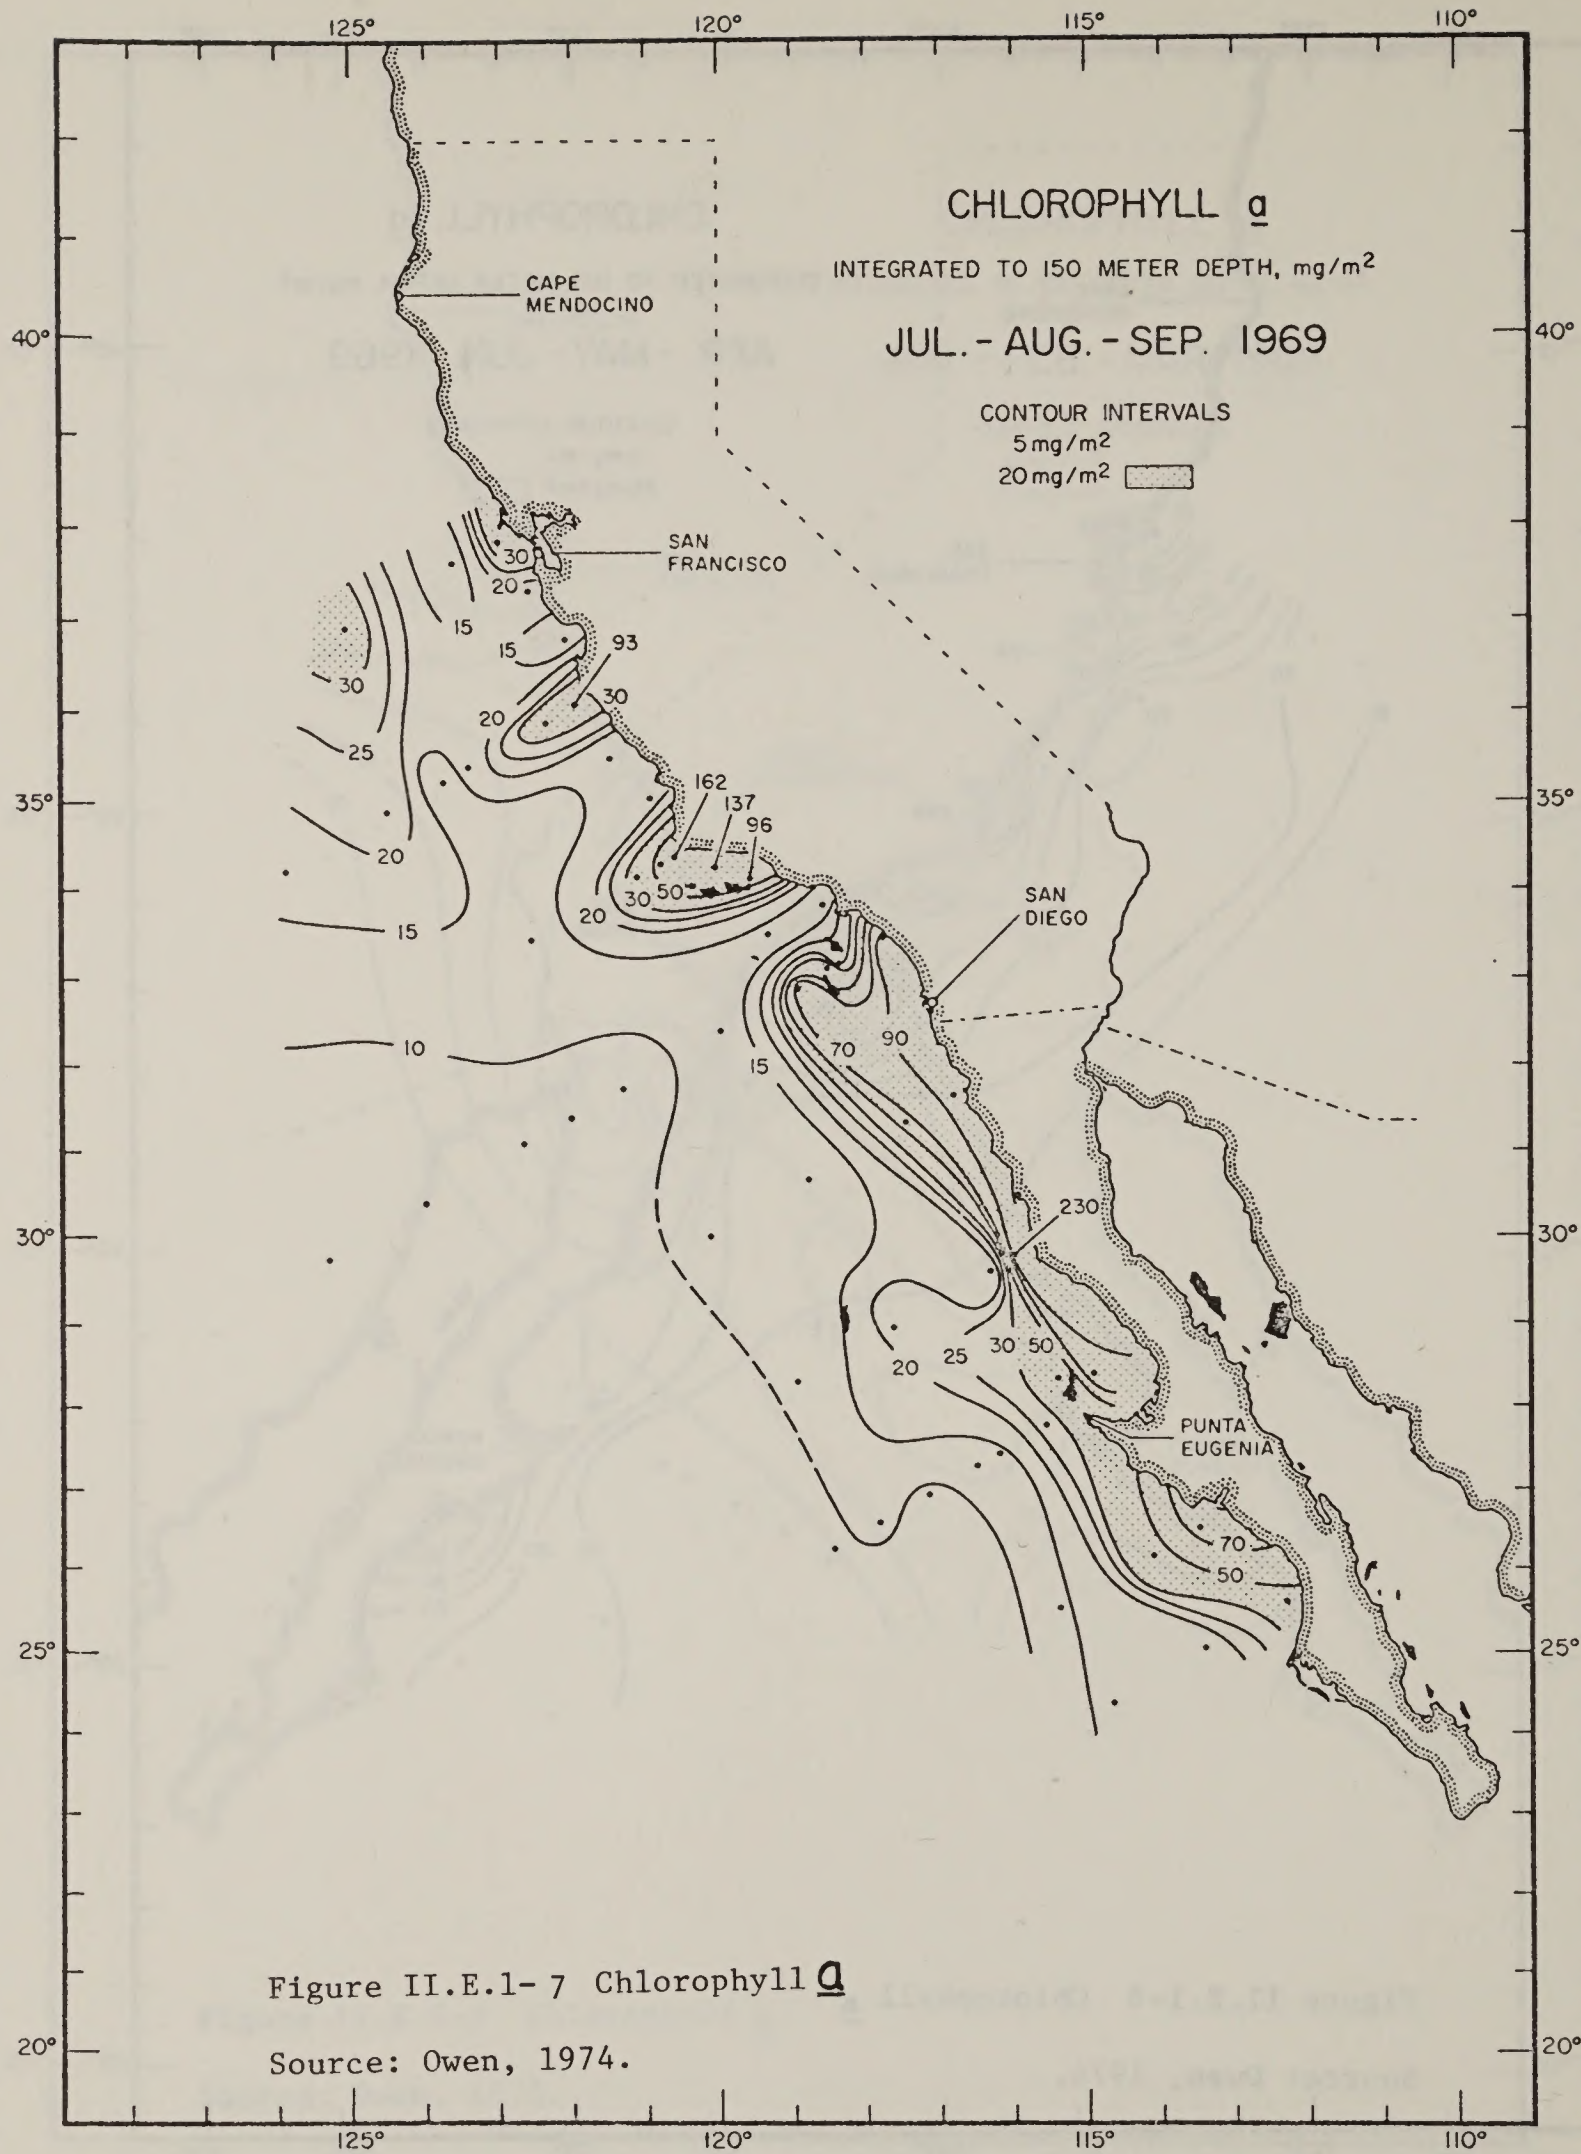 125° 120° 115° 110°
CHLOROPHYLL a
INTEGRATED TO 150 METER DEPTH, mg/m²
JUL. - AUG. - SEP. 1969
CONTOUR INTERVALS
5 mg/m²
20 mg/m²
CAPE
MENDOCINO
40° 40°
SAN
FRANCISCO
30
20
15
15
93
30
30
20
25
35° 35°
162
137
96
20
30 50
20
15
SAN
DIEGO
10
15
70
90
30° 30°
230
20
25
30
50
PUNTA
EUGENIA
70
50
25° 25°
Figure II.E.1-7 Chlorophyll a
Source: Owen, 1974.
20° 20°
125° 120° 115° 110°